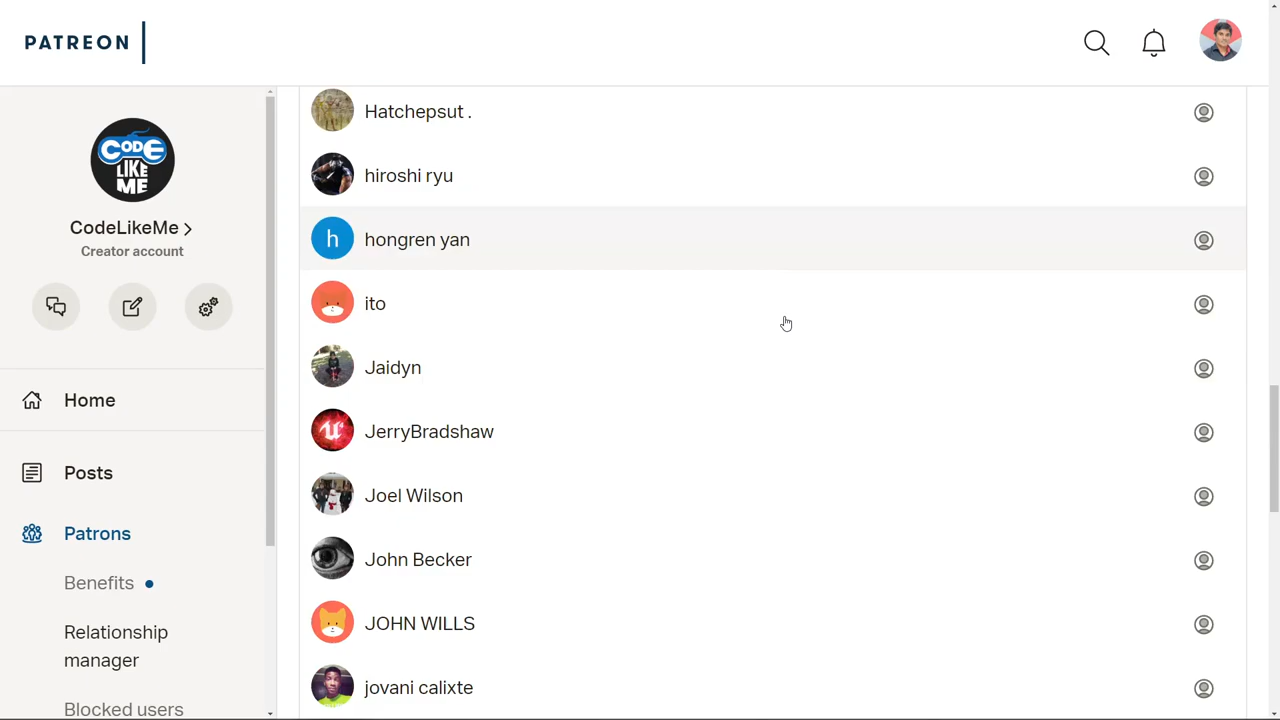 PATREON
CODE
LIKE
ME
CodeLikeMe
Creator account
Home
Posts
Patrons
Benefits
Relationship
manager
Blocked users
Hatchepsut .
hiroshi ryu
h
hongren yan
ito
Jaidyn
JerryBradshaw
Joel Wilson
John Becker
JOHN WILLS
jovani calixte